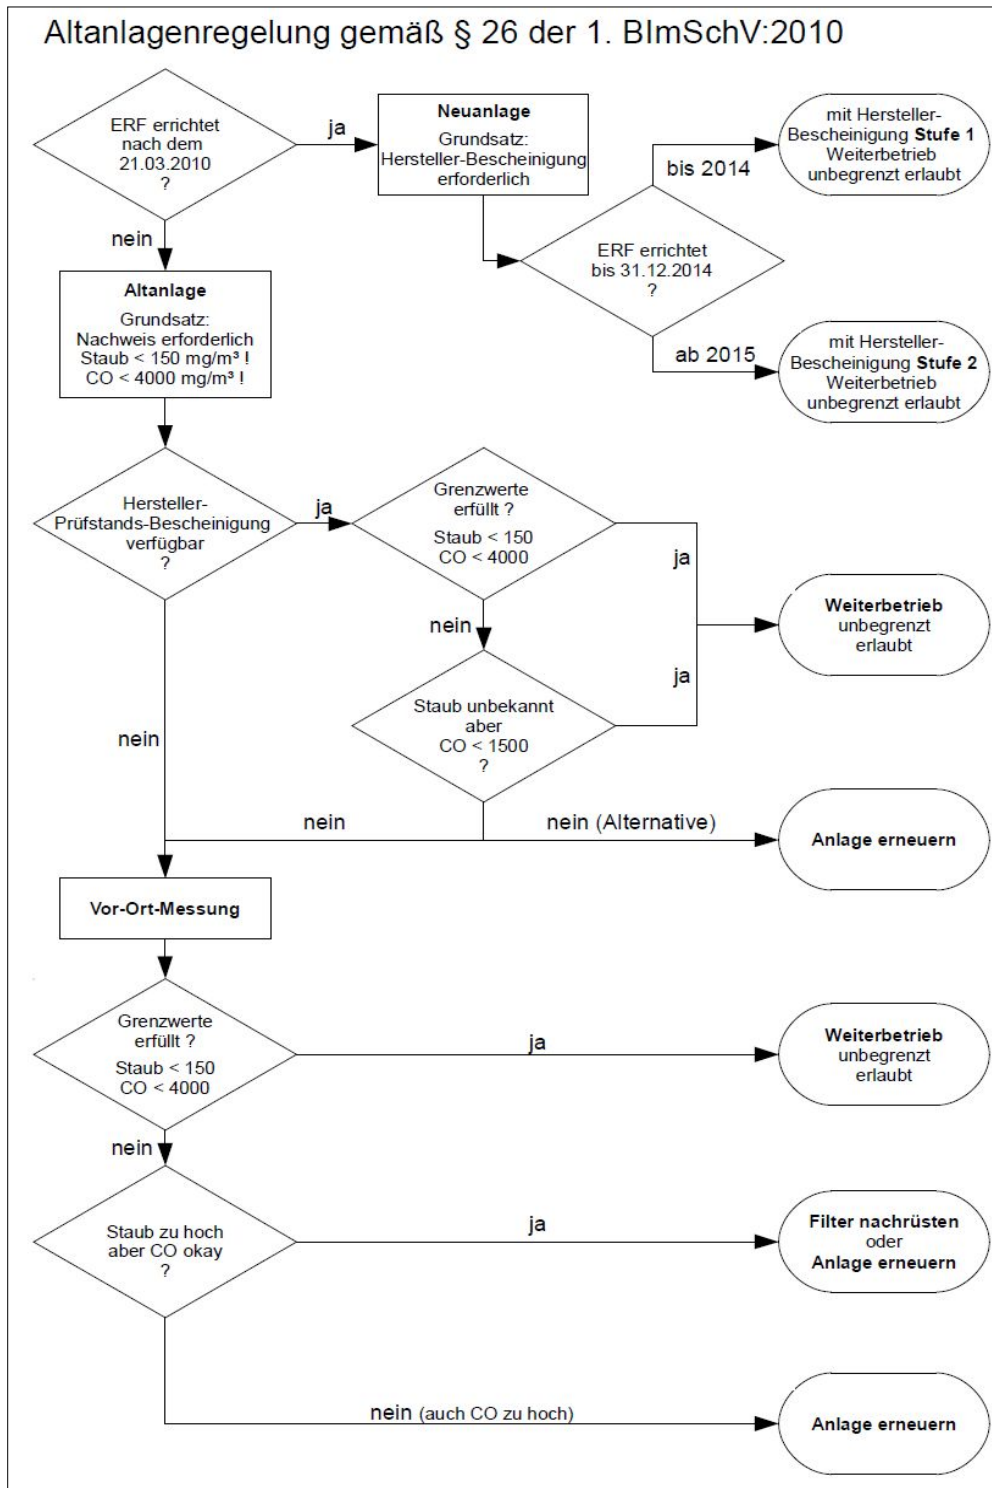 Altanlagenregelung gemäß § 26 der 1. BImSchV:2010
ERF errichtet
nach dem
21.03.2010
?
ja
Neuanlage
Grundsatz:
Hersteller-Bescheinigung
erforderlich
bis 2014
mit Hersteller-
Bescheinigung Stufe 1
Weiterbetrieb
unbegrenzt erlaubt
ERF errichtet
bis 31.12.2014
?
nein
ab 2015
mit Hersteller-
Bescheinigung Stufe 2
Weiterbetrieb
unbegrenzt erlaubt
Altanlage
Grundsatz:
Nachweis erforderlich
Staub < 150 mg/m³ !
CO < 4000 mg/m³ !
Hersteller-
Prüfstands-Bescheinigung
verfügbar
?
ja
Grenzwerte
erfüllt ?
Staub < 150
CO < 4000
ja
nein
Weiterbetrieb
unbegrenzt
erlaubt
Staub unbekannt
aber
CO < 1500
?
ja
nein
nein
nein (Alternative)
Anlage erneuern
Vor-Ort-Messung
Grenzwerte
erfüllt ?
Staub < 150
CO < 4000
ja
Weiterbetrieb
unbegrenzt
erlaubt
nein
Staub zu hoch
aber CO okay
?
ja
Filter nachrüsten
oder
Anlage erneuern
nein (auch CO zu hoch)
Anlage erneuern